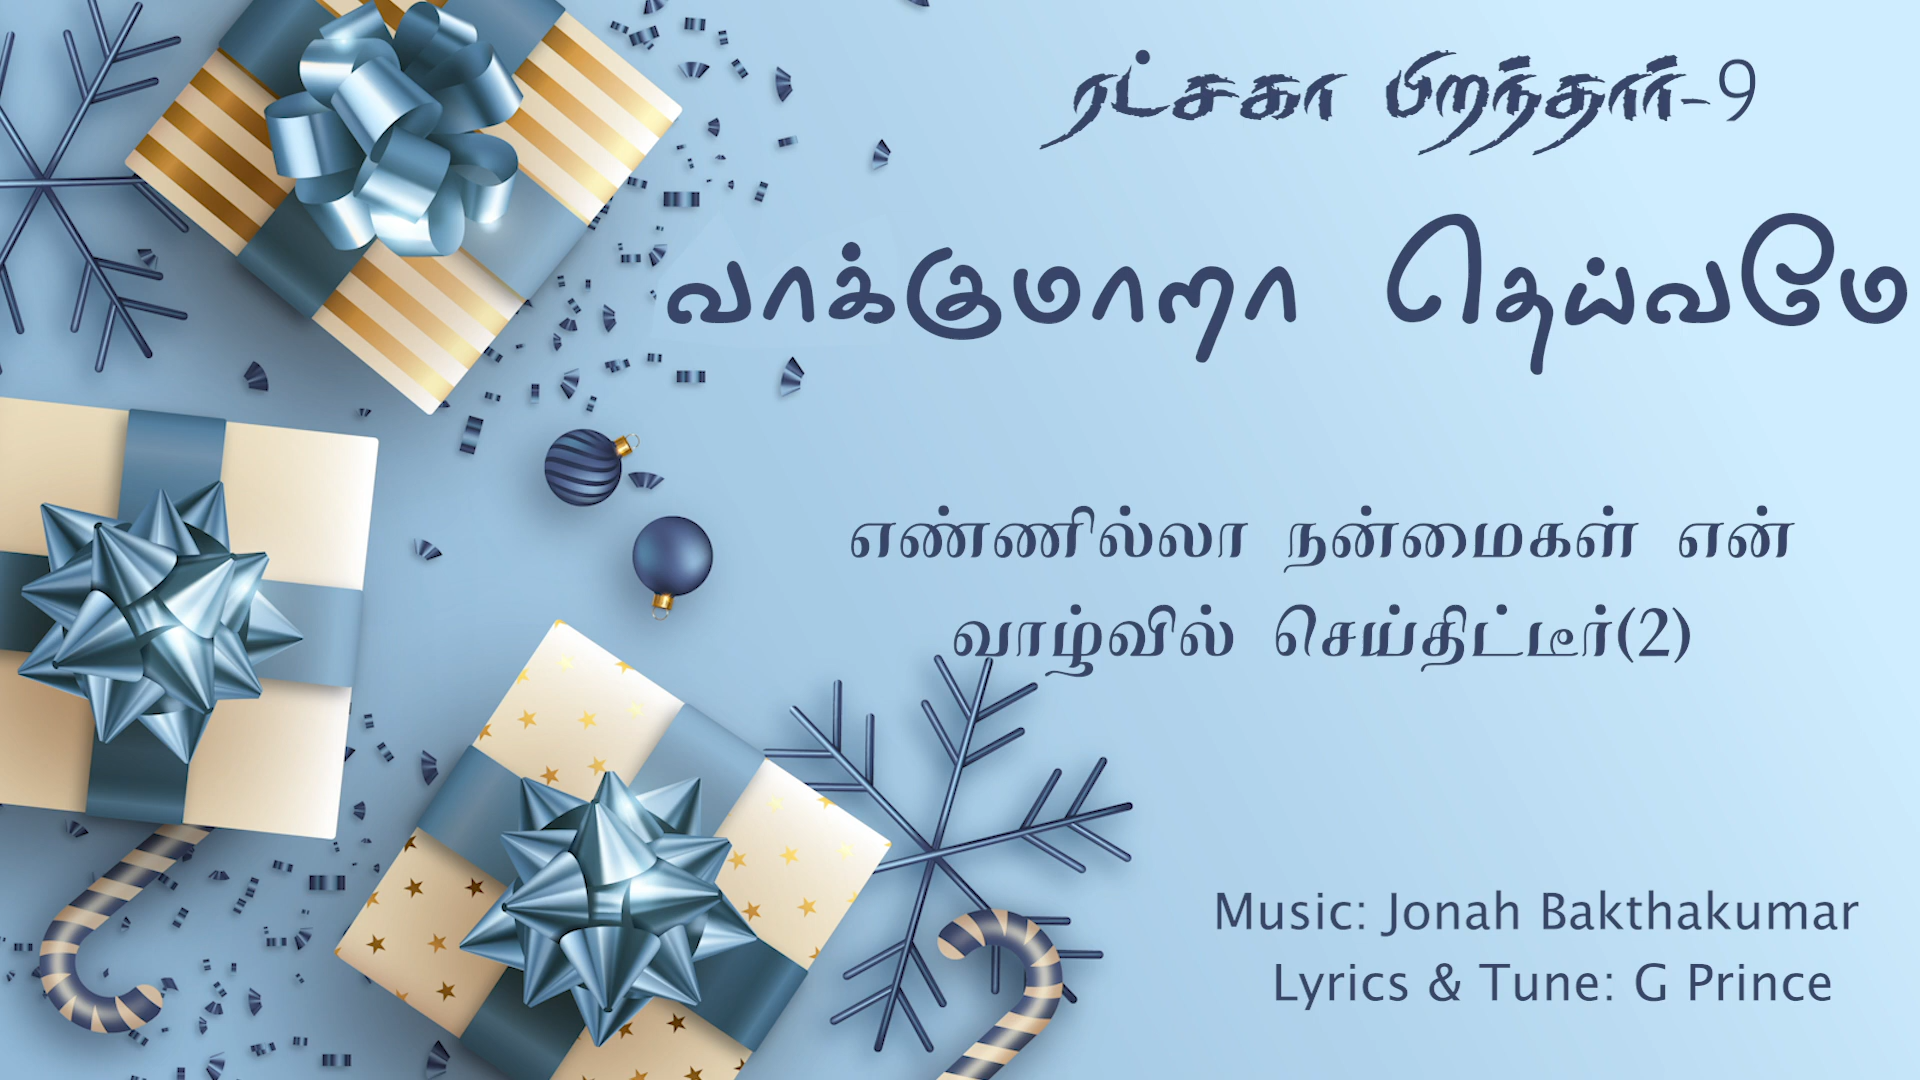 ரட்சகா பிறந்தார்-9
வாக்குமாறா தெய்வமே
எண்ணில்லா நன்மைகள் என்
வாழ்வில் செய்திட்டீர்(2)
Music: Jonah Bakthakumar
Lyrics & Tune: G Prince